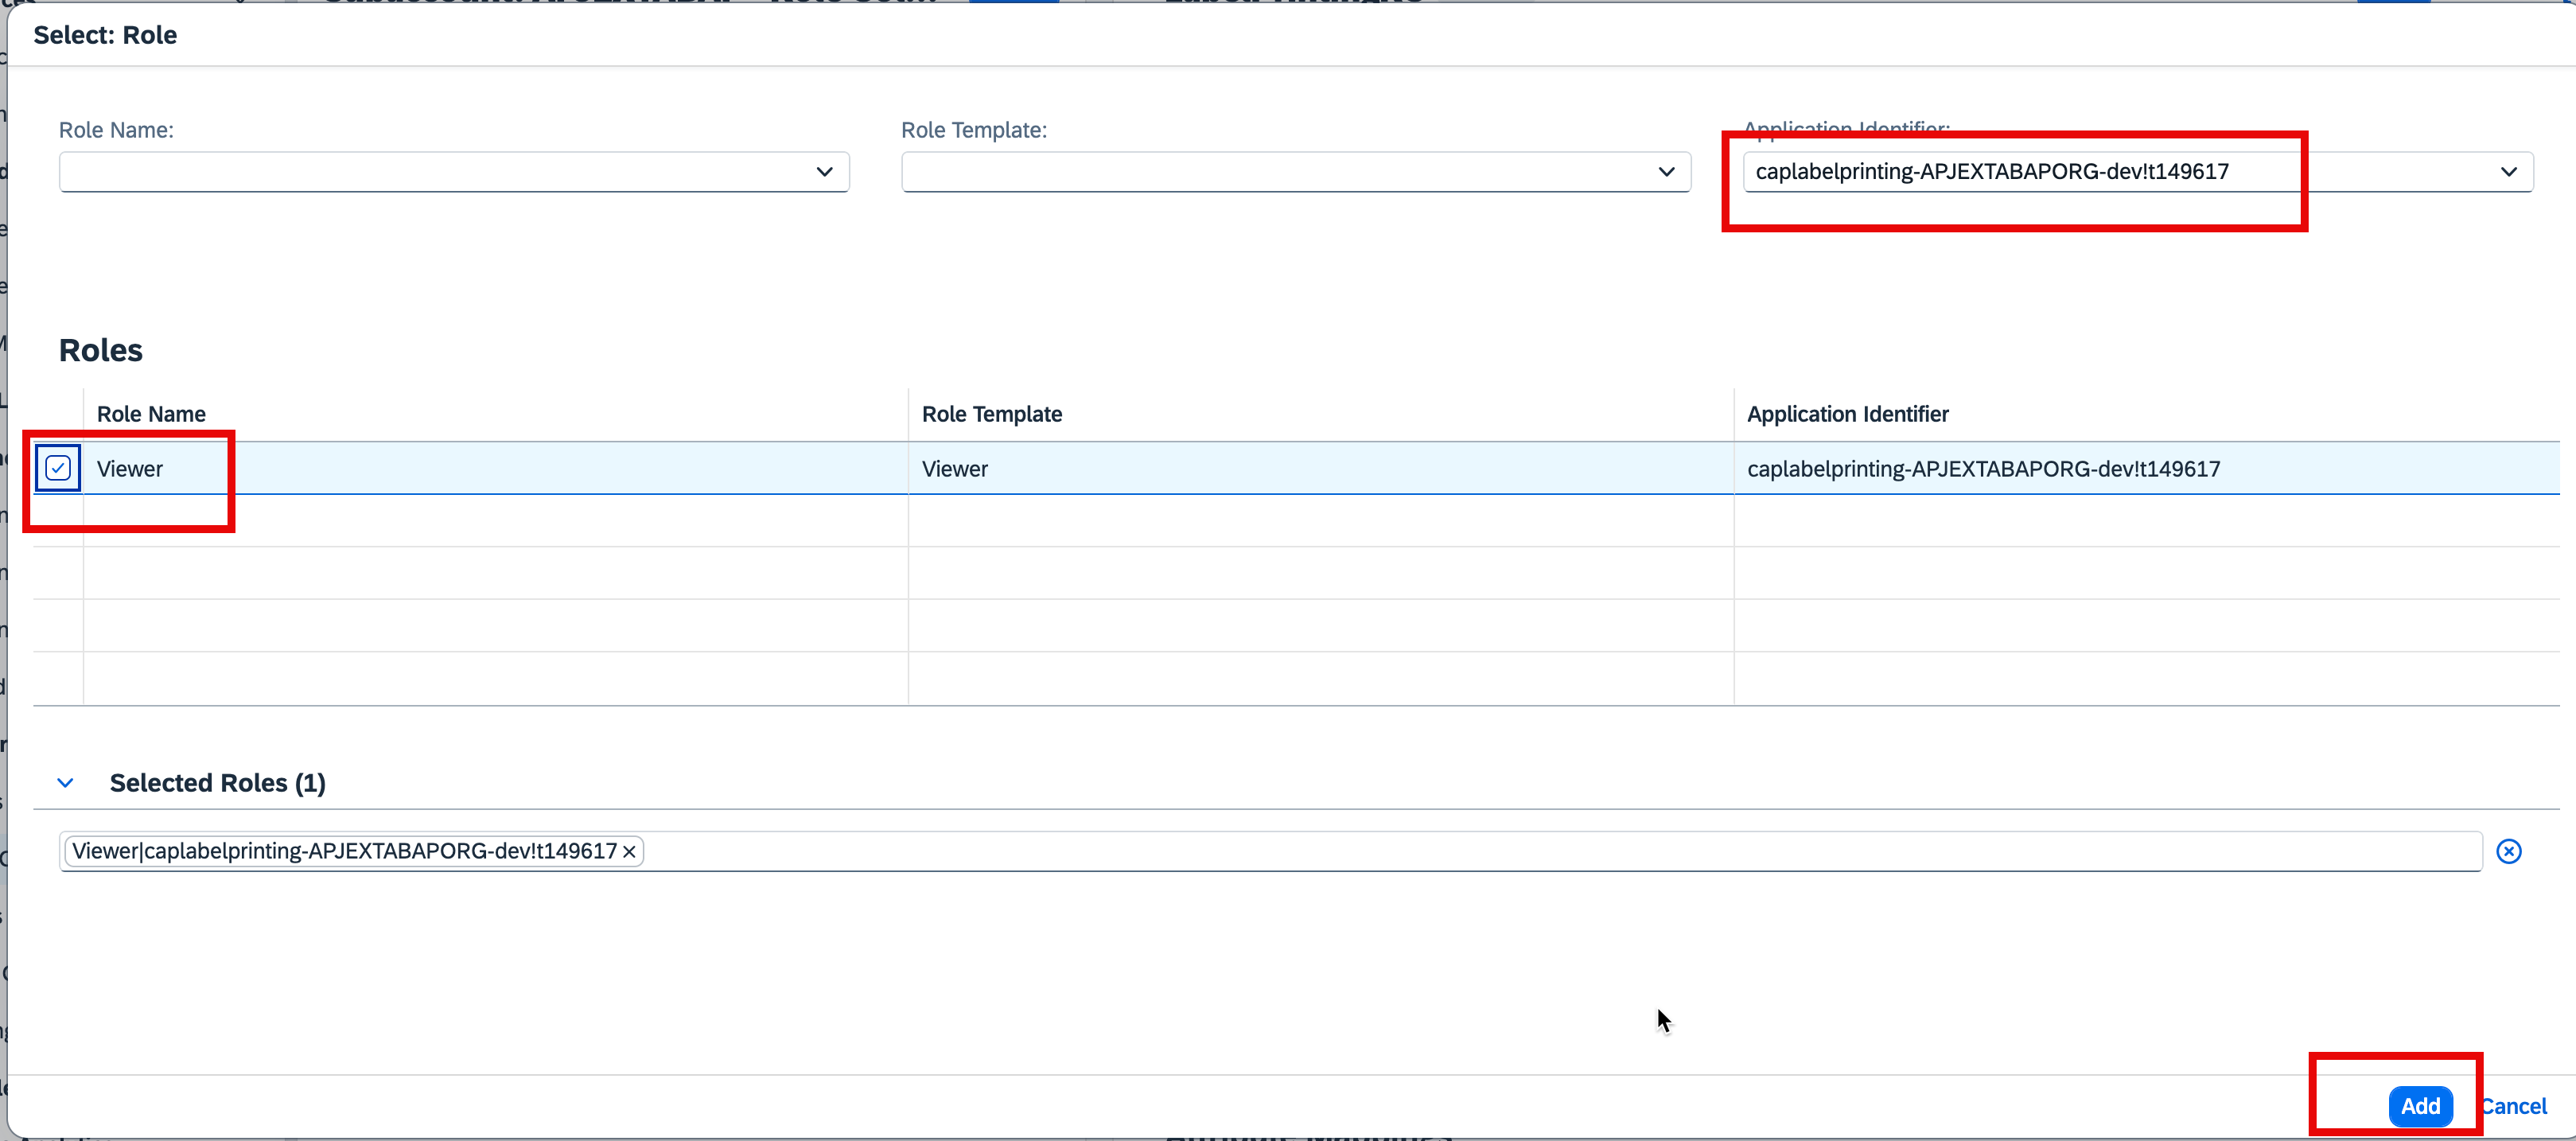 Select: Role
Role Name:
Role Template:
Application Identifier:
caplabelprinting-APJEXTABAPORG-dev!t149617
Roles
Role Name
Role Template
Application Identifier
Viewer
Viewer
caplabelprinting-APJEXTABAPORG-dev!t149617
Selected Roles (1)
Viewer|caplabelprinting-APJEXTABAPORG-dev!t149617
Add
Cancel